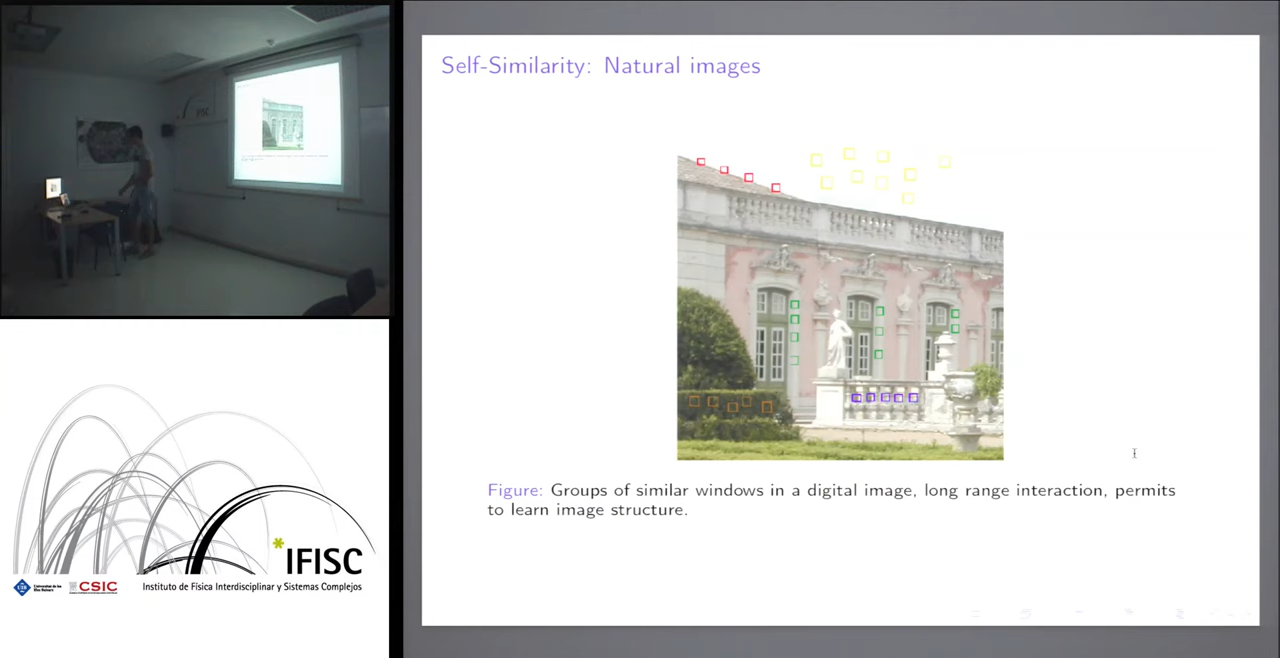 Self-Similarity: Natural images
Figure: Groups of similar windows in a digital image, long range interaction, permits
to learn image structure.
IFISC
CSIC
Instituto de Física Interdisciplinar y Sistemas Complejos